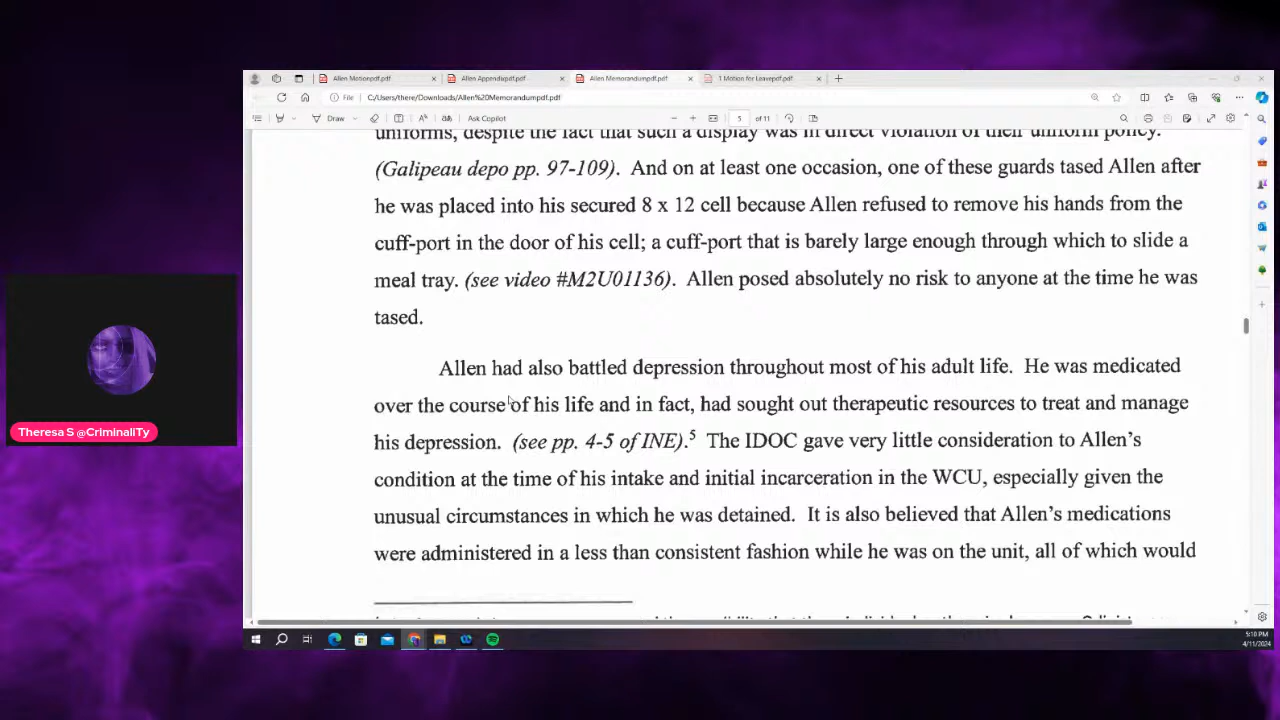 Allen Motionpdf.pdf
Allen Appendixpdf.pdf
Allen Memorandumpdf.pdf
1 Motion for Leavepdf.pdf
File
C:/Users/there/Downloads/Allen%20Memorandumpdf.pdf
Draw
Ask Copilot
5 of 11
uniforms, despite the fact that such a display was in direct violation of their uniform policy.
(Galipeau depo pp. 97-109). And on at least one occasion, one of these guards tased Allen after
he was placed into his secured 8 x 12 cell because Allen refused to remove his hands from the
cuff-port in the door of his cell; a cuff-port that is barely large enough through which to slide a
meal tray. (see video #M2U01136). Allen posed absolutely no risk to anyone at the time he was
tased.
Allen had also battled depression throughout most of his adult life. He was medicated
over the course of his life and in fact, had sought out therapeutic resources to treat and manage
his depression. (see pp. 4-5 of INE).5 The IDOC gave very little consideration to Allen's
condition at the time of his intake and initial incarceration in the WCU, especially given the
unusual circumstances in which he was detained. It is also believed that Allen's medications
were administered in a less than consistent fashion while he was on the unit, all of which would
Theresa S @CriminaliTy
5:10 PM
4/11/2024